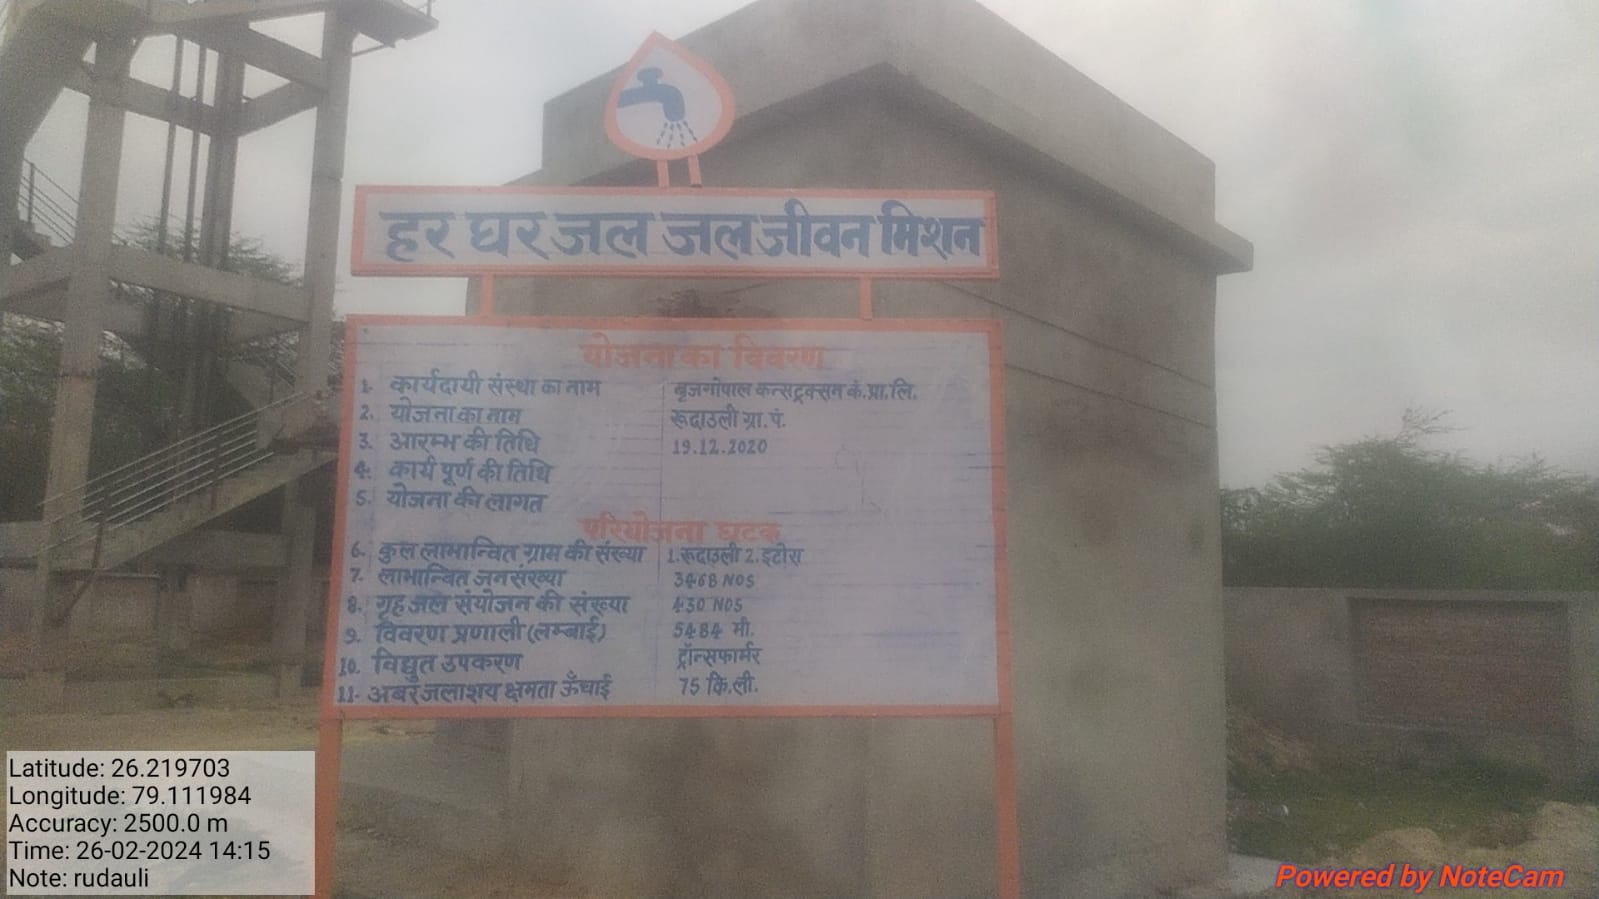 हर घर जल जल जीवन मिशन
योजना का विवरण
1. कार्यदायी संस्था का नाम बृजगोपाल कन्सट्रक्सन कं.प्रा.लि.
2. योजना का नाम रूदाउली ग्रा.पं.
3. आरम्भ की तिथि 19.12.2020
4. कार्य पूर्ण की तिथि
5. योजना की लागत
परियोजना घटक
6. कुल लाभान्वित ग्राम की संख्या 1.रूदाउली 2.इटौरा
7. लाभान्वित जनसंख्या 3468 NOS
8. गृह जल संयोजन की संख्या 430 NOS
9. विवरण प्रणाली (लम्बाई) 5484 मी.
10. विद्युत उपकरण ट्रॉन्सफार्मर
11. अबर जलाशय क्षमता ऊँचाई 75 कि.ली.
Latitude: 26.219703
Longitude: 79.111984
Accuracy: 2500.0 m
Time: 26-02-2024 14:15
Note: rudauli
Powered by NoteCam